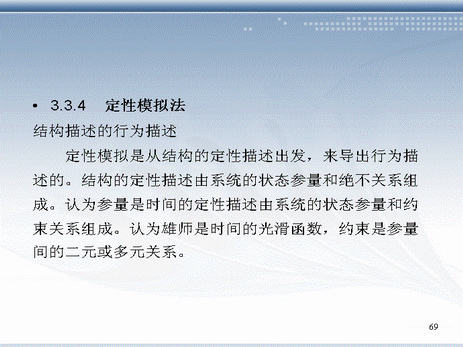 • 3.3.4 定性模拟法
结构描述的行为描述
定性模拟是从结构的定性描述出发，来导出行为描
述的。结构的定性描述由系统的状态参量和绝不关系组
成。认为参量是时间的定性描述由系统的状态参量和约
束关系组成。认为雄师是时间的光滑函数，约束是参量
间的二元或多元关系。
69